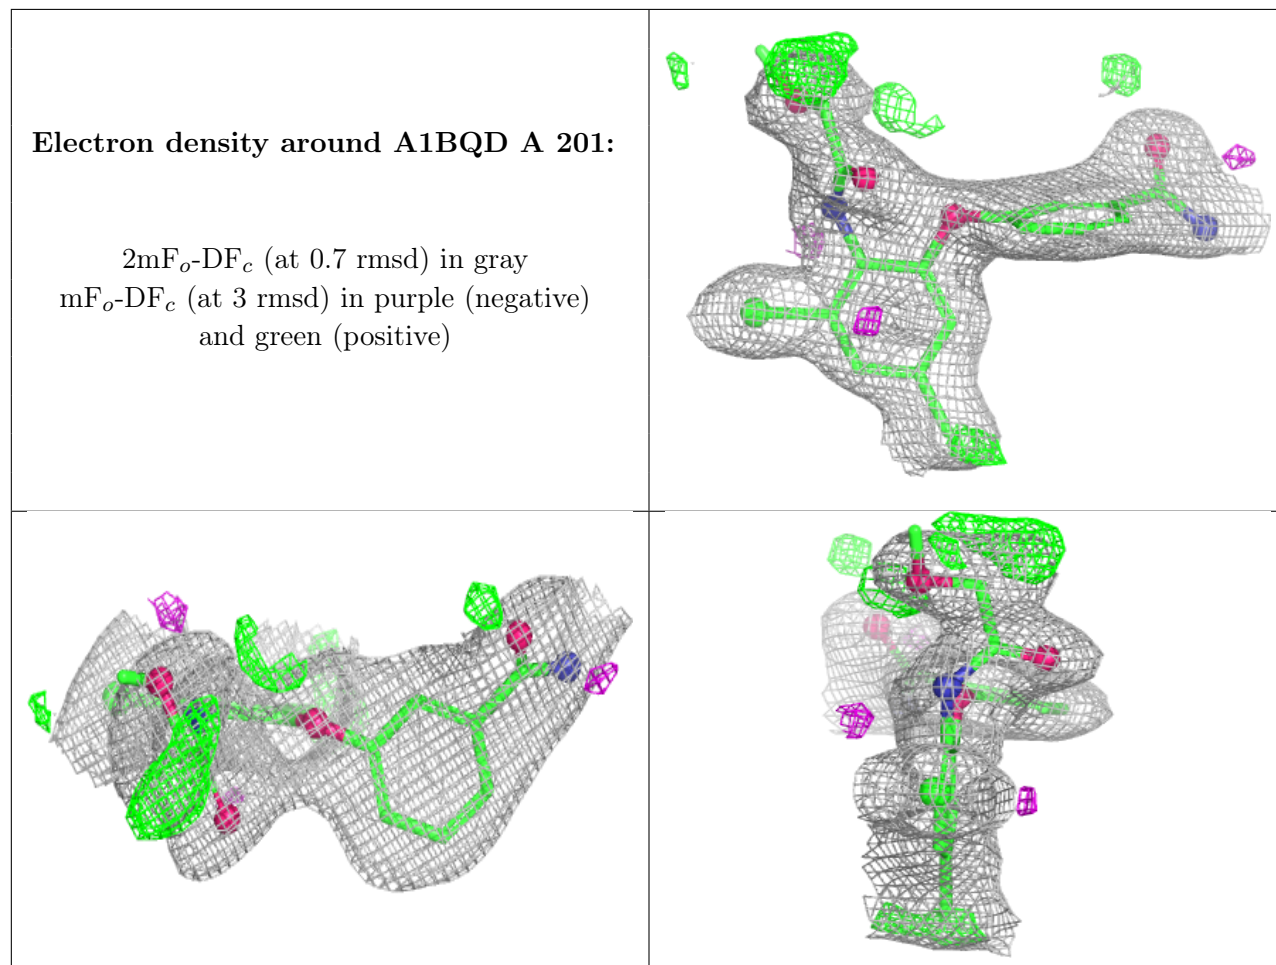 Electron density around A1BQD A 201:
2mFo-DFc (at 0.7 rmsd) in gray
mFo-DFc (at 3 rmsd) in purple (negative)
and green (positive)